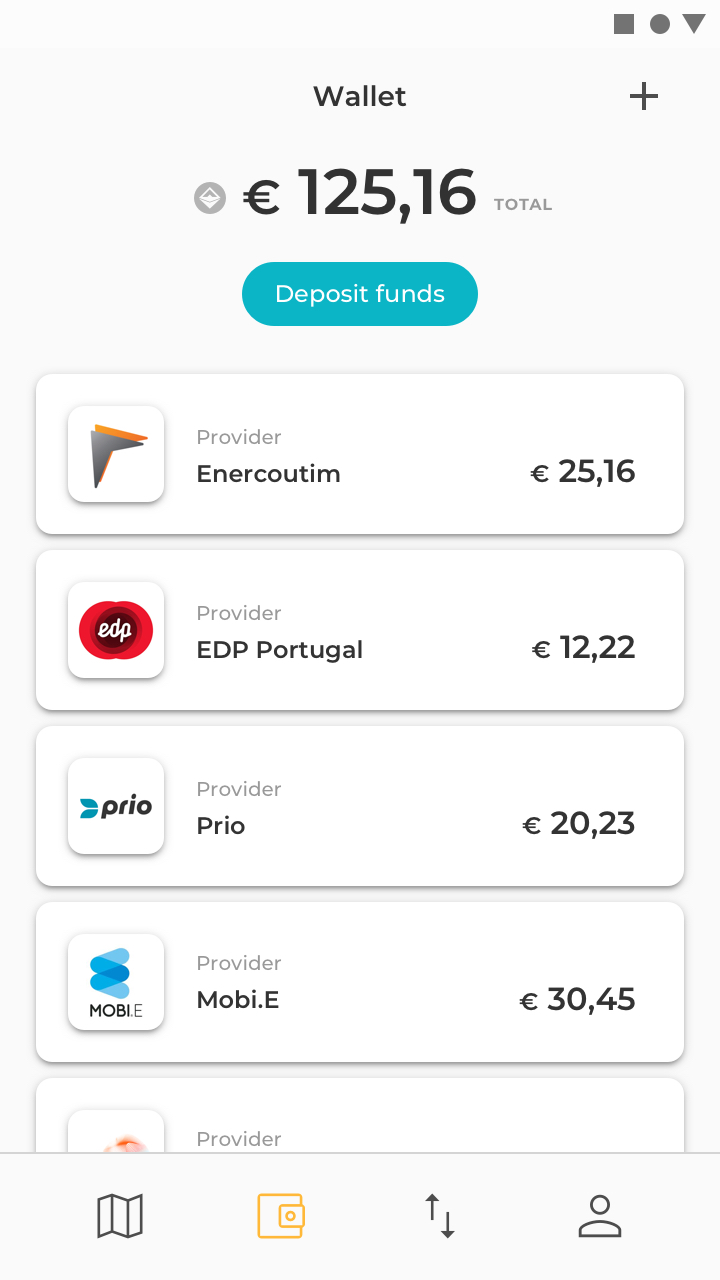 Wallet
€ 125,16 TOTAL
Deposit funds
Provider
Enercoutim
€ 25,16
edp
Provider
EDP Portugal
€ 12,22
prio
Provider
Prio
€ 20,23
MOBI.E
Provider
Mobi.E
€ 30,45
Provider